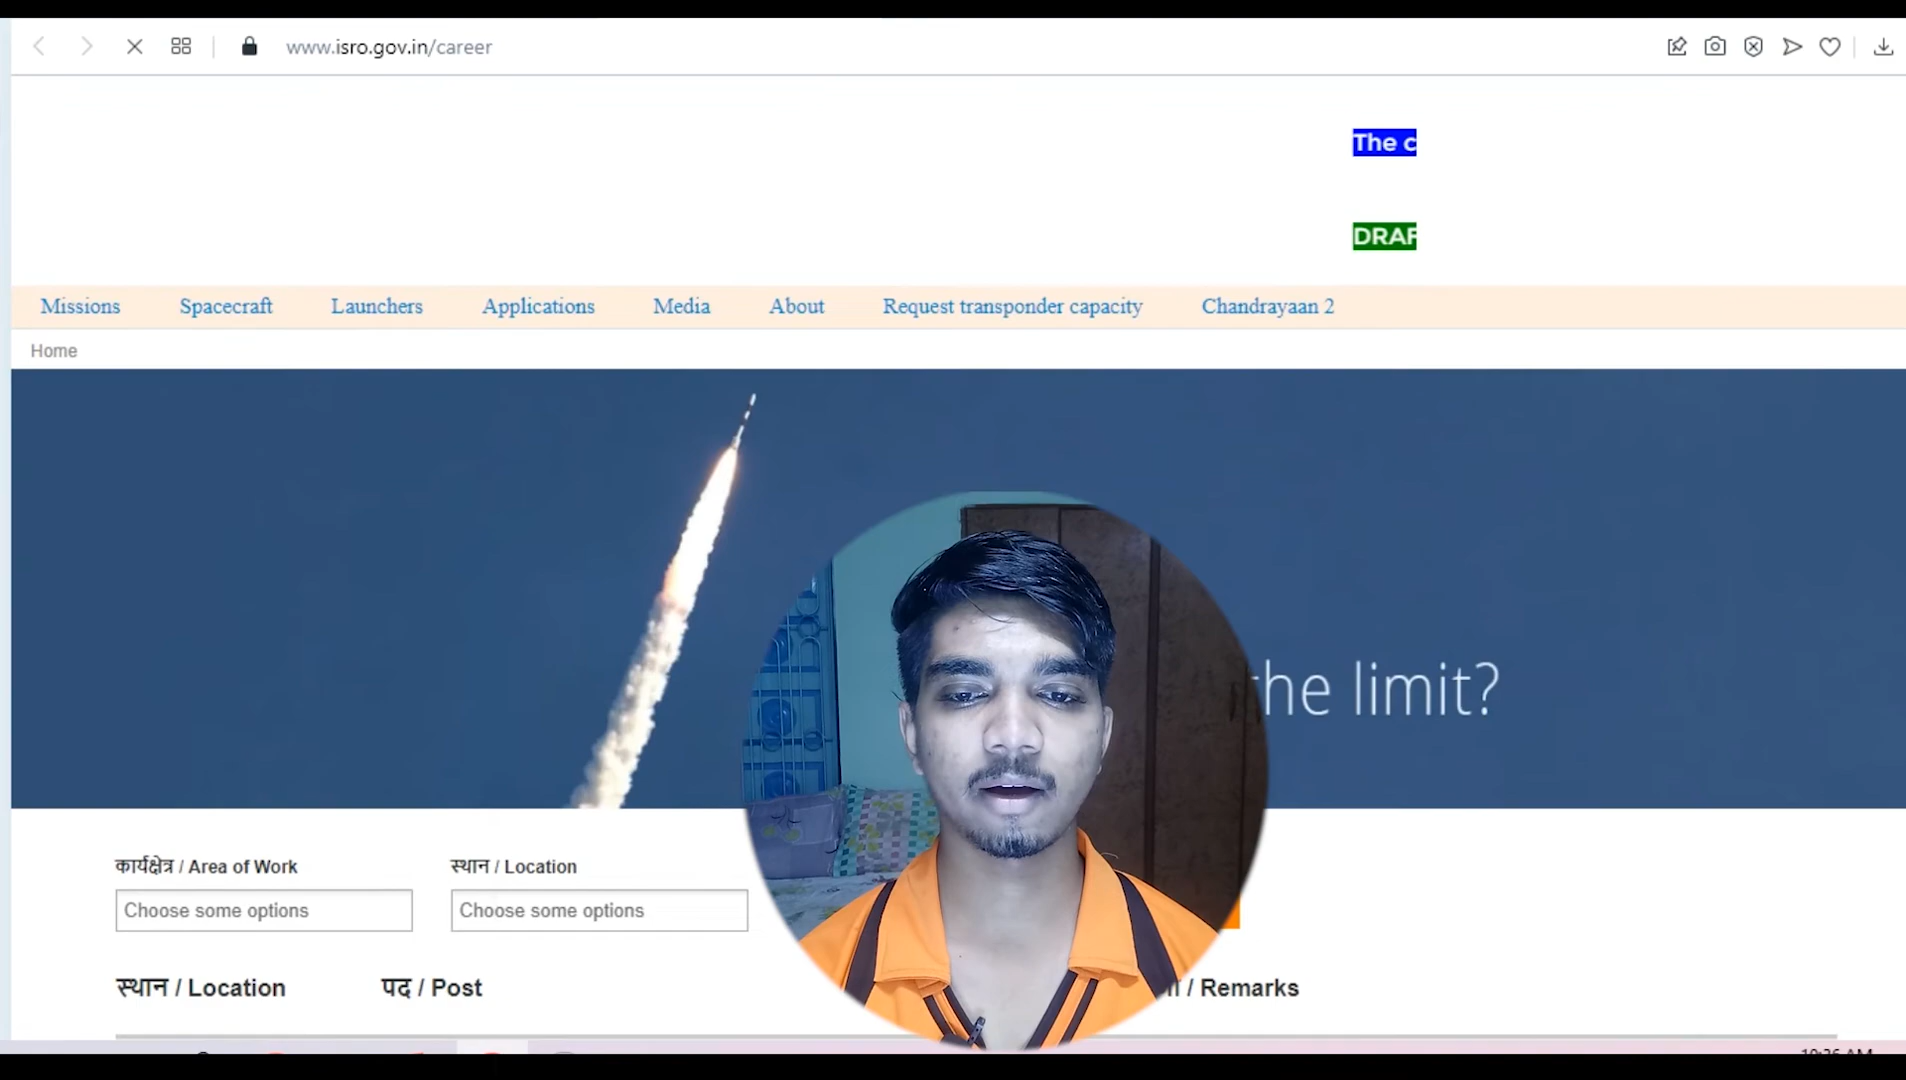 www.isro.gov.in/career
The c
DRAF
Missions Spacecraft Launchers Applications Media About Request transponder capacity Chandrayaan 2
Home
the limit?
कार्यक्षेत्र / Area of Work स्थान / Location
Choose some options Choose some options
स्थान / Location पद / Post / Remarks